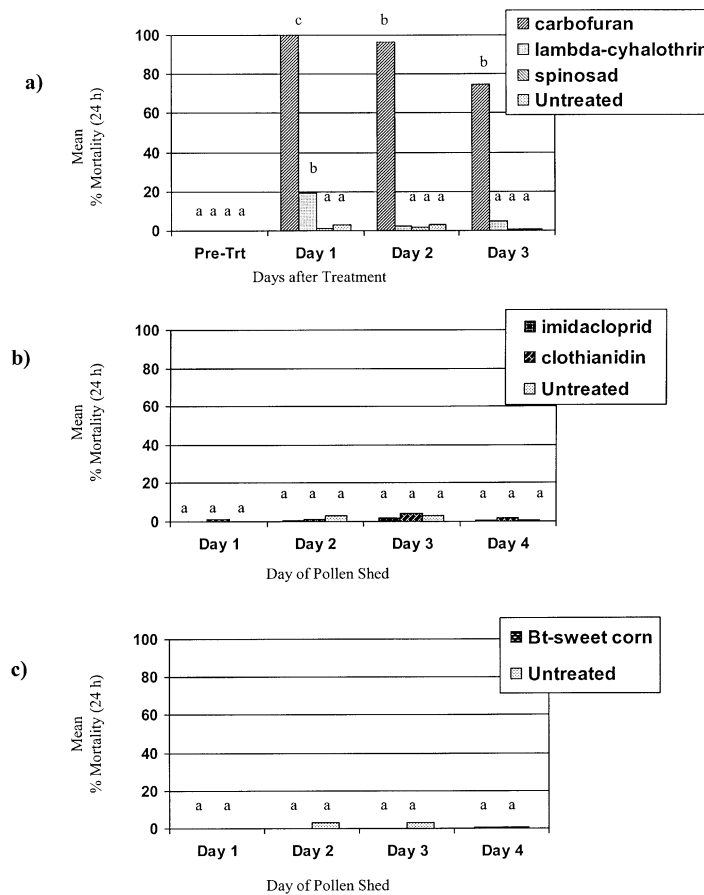 a)
Mean
% Mortality (24 h)
100
80
60
40
20
0
c
b
b
b
a a
a a a a
a a a
a a a
carbofuran
lambda-cyhalothrin
spinosad
Untreated
Pre-Trt Day 1 Day 2 Day 3
Days after Treatment
b)
Mean
% Mortality (24 h)
100
80
60
40
20
0
imidacloprid
clothianidin
Untreated
a a a a a a a a a
a a a
Day 1 Day 2 Day 3 Day 4
Day of Pollen Shed
c)
Mean
% Mortality (24 h)
100
80
60
40
20
0
Bt-sweet corn
Untreated
a a a a a a a a
Day 1 Day 2 Day 3 Day 4
Day of Pollen Shed